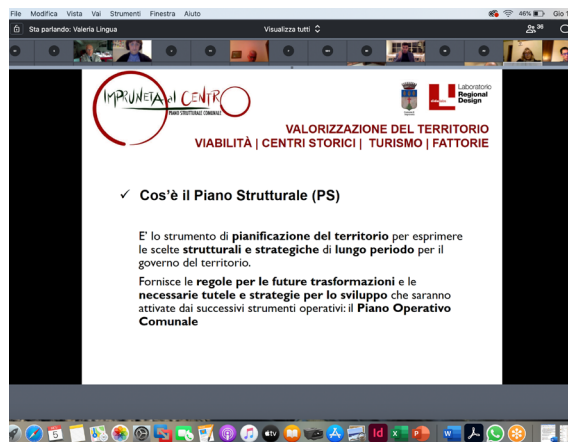 File Modifica Vista Vai Strumenti Finestra Aiuto 46% Gio 1
Sta parlando: Valeria Lingua Visualizza tutti 36
IMPRUNETA al CENTRO
PIANO STRUTTURALE COMUNALE
Laboratorio
Regional
Design
VALORIZZAZIONE DEL TERRITORIO
VIABILITÀ | CENTRI STORICI | TURISMO | FATTORIE
✓ Cos'è il Piano Strutturale (PS)
E' lo strumento di pianificazione del territorio per esprimere
le scelte strutturali e strategiche di lungo periodo per il
governo del territorio.
Fornisce le regole per le future trasformazioni e le
necessarie tutele e strategie per lo sviluppo che saranno
attivate dai successivi strumenti operativi: il Piano Operativo
Comunale